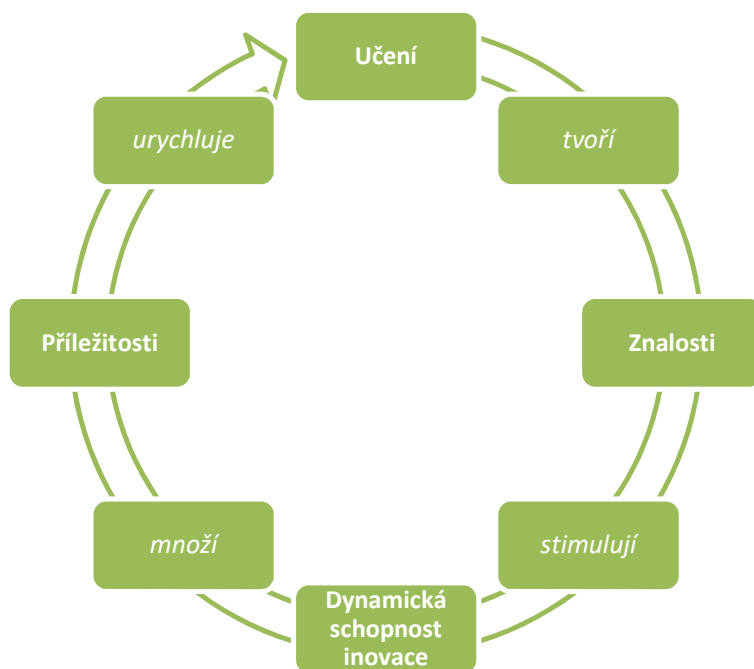 Učení
tvoří
Znalosti
stimulují
Dynamická
schopnost
inovace
množí
Příležitosti
urychluje